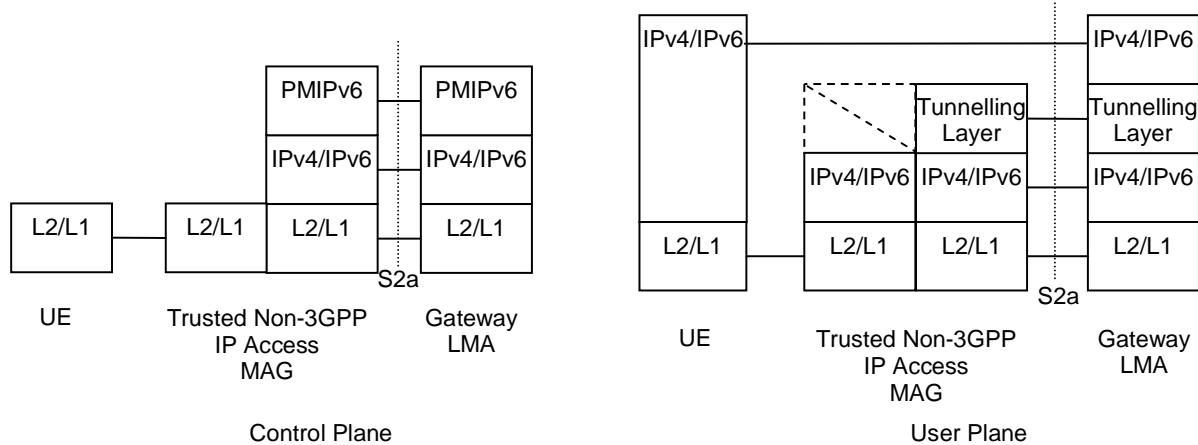 PMIPv6
PMIPv6
IPv4/IPv6
IPv4/IPv6
L2/L1
L2/L1
L2/L1
L2/L1
S2a
UE
Trusted Non-3GPP
IP Access
MAG
Gateway
LMA
Control Plane
IPv4/IPv6
IPv4/IPv6
Tunnelling
Layer
Tunnelling
Layer
IPv4/IPv6
IPv4/IPv6
IPv4/IPv6
L2/L1
L2/L1
L2/L1
L2/L1
S2a
UE
Trusted Non-3GPP
IP Access
MAG
Gateway
LMA
User Plane